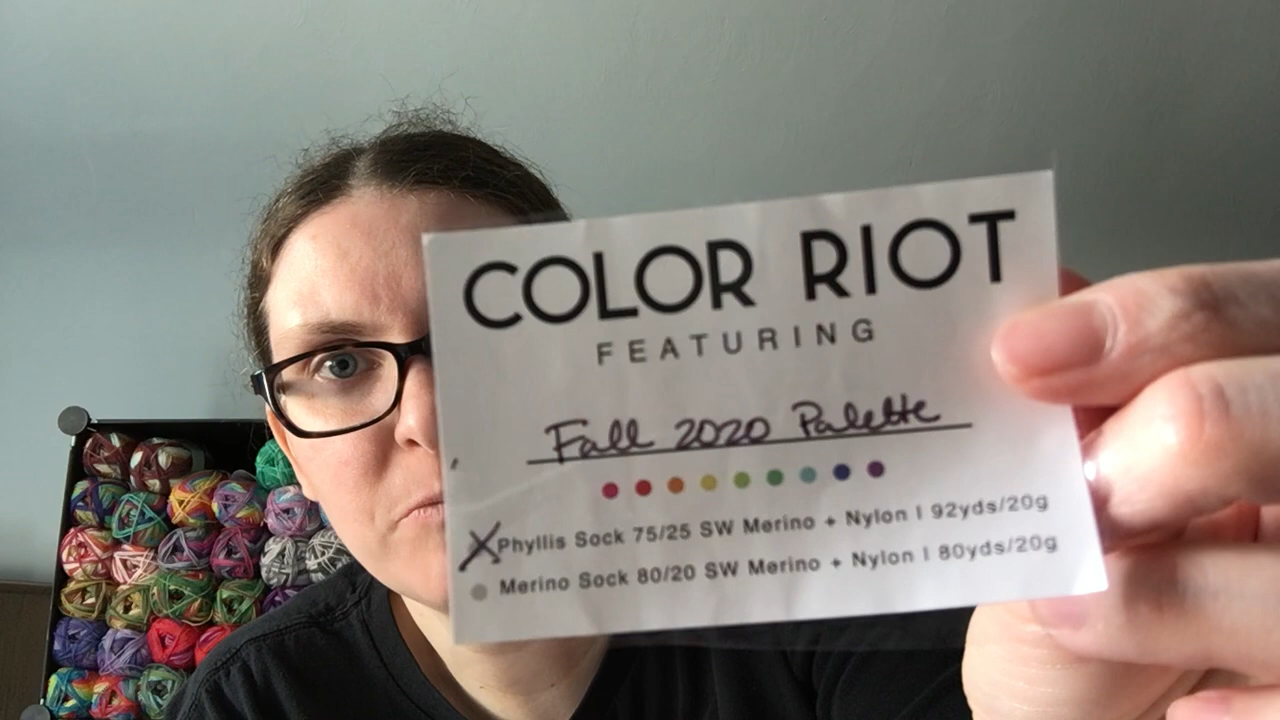 COLOR RIOT
FEATURING
Fall 2020 Palette
Phyllis Sock 75/25 SW Merino + Nylon | 92yds/20g
Merino Sock 80/20 SW Merino + Nylon | 80yds/20g